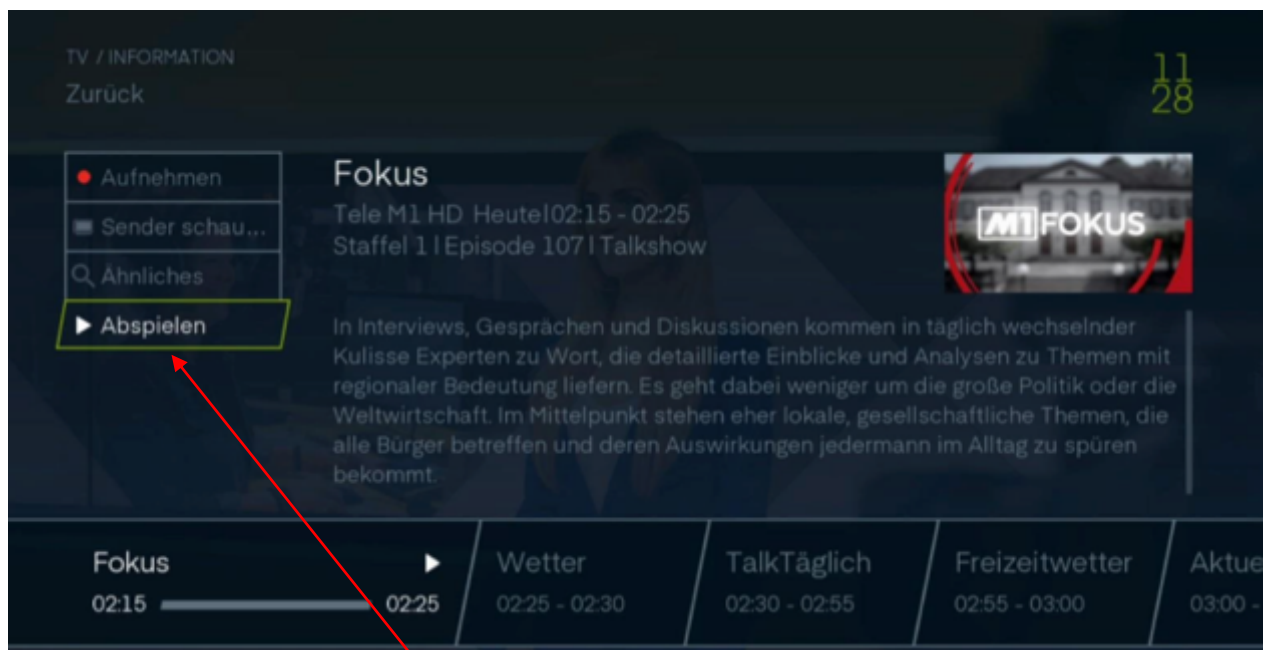 TV / INFORMATION
Zurück
11
28
Aufnehmen
Sender schau...
Ähnliches
Abspielen
Fokus
Tele M1 HD Heute|02:15 - 02:25
Staffel 1 | Episode 107 | Talkshow
M1 FOKUS
In Interviews, Gesprächen und Diskussionen kommen in täglich wechselnder
Kulisse Experten zu Wort, die detaillierte Einblicke und Analysen zu Themen mit
regionaler Bedeutung liefern. Es geht dabei weniger um die große Politik oder die
Weltwirtschaft. Im Mittelpunkt stehen eher lokale, gesellschaftliche Themen, die
alle Bürger betreffen und deren Auswirkungen jedermann im Alltag zu spüren
bekommt.
Fokus
02:15 02:25
Wetter
02:25 - 02:30
TalkTäglich
02:30 - 02:55
Freizeitwetter
02:55 - 03:00
Aktue
03:00 -